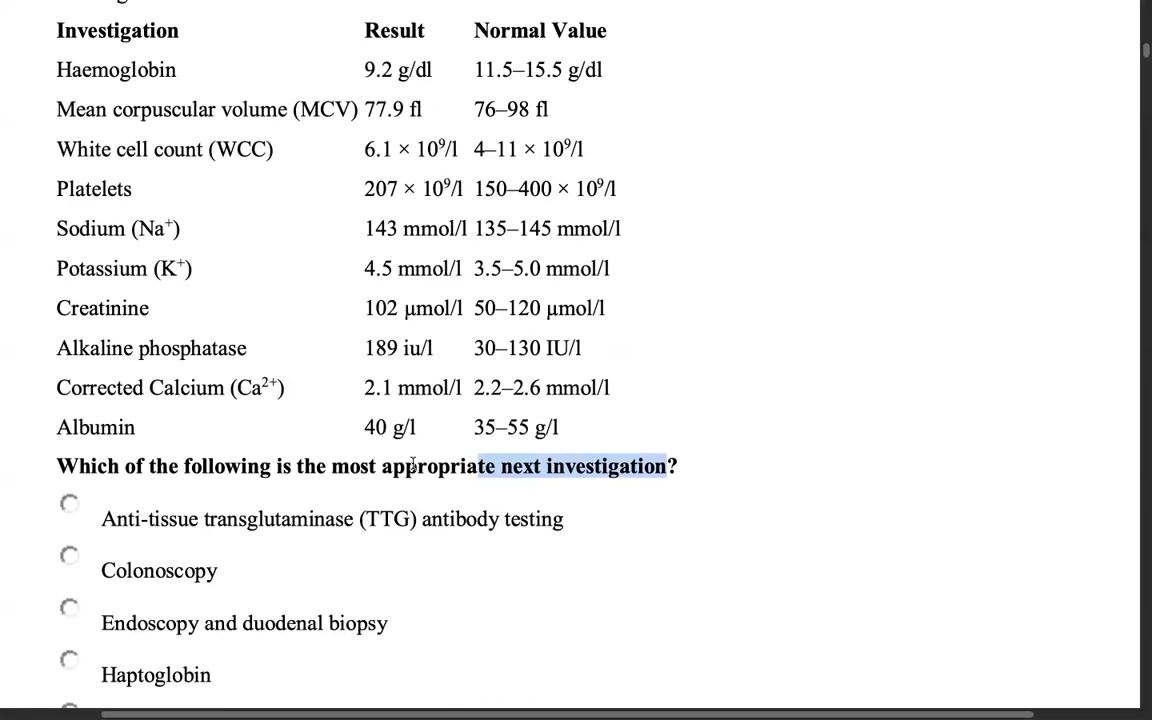 Investigation Result Normal Value
Haemoglobin 9.2 g/dl 11.5–15.5 g/dl
Mean corpuscular volume (MCV) 77.9 fl 76–98 fl
White cell count (WCC) 6.1 × 10⁹/l 4–11 × 10⁹/l
Platelets 207 × 10⁹/l 150–400 × 10⁹/l
Sodium (Na⁺) 143 mmol/l 135–145 mmol/l
Potassium (K⁺) 4.5 mmol/l 3.5–5.0 mmol/l
Creatinine 102 µmol/l 50–120 µmol/l
Alkaline phosphatase 189 iu/l 30–130 IU/l
Corrected Calcium (Ca²⁺) 2.1 mmol/l 2.2–2.6 mmol/l
Albumin 40 g/l 35–55 g/l
Which of the following is the most appropriate next investigation?
Anti-tissue transglutaminase (TTG) antibody testing
Colonoscopy
Endoscopy and duodenal biopsy
Haptoglobin